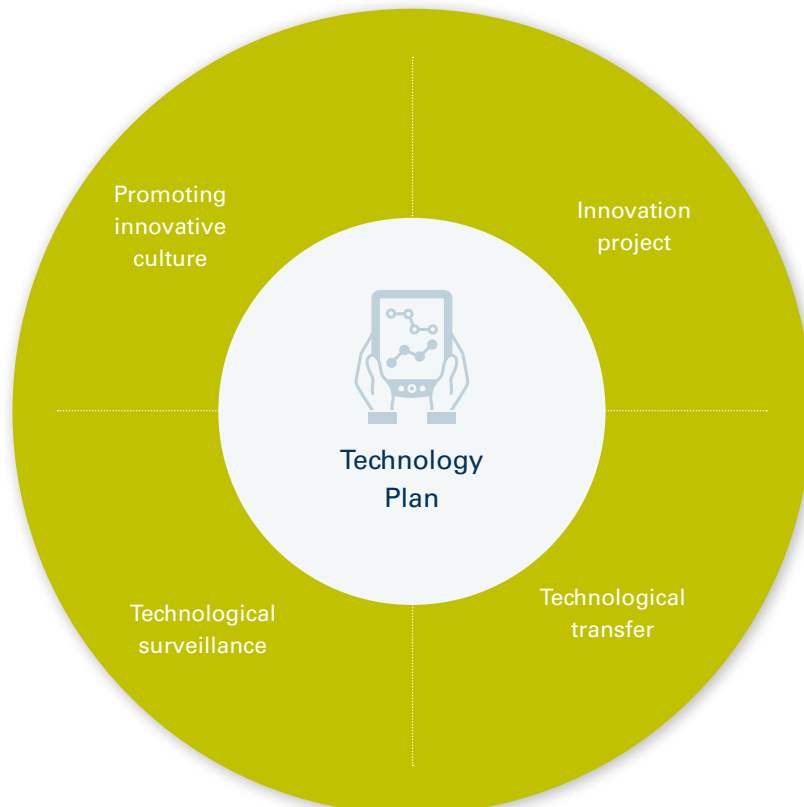 Promoting
innovative
culture
Innovation
project
Technology
Plan
Technological
surveillance
Technological
transfer